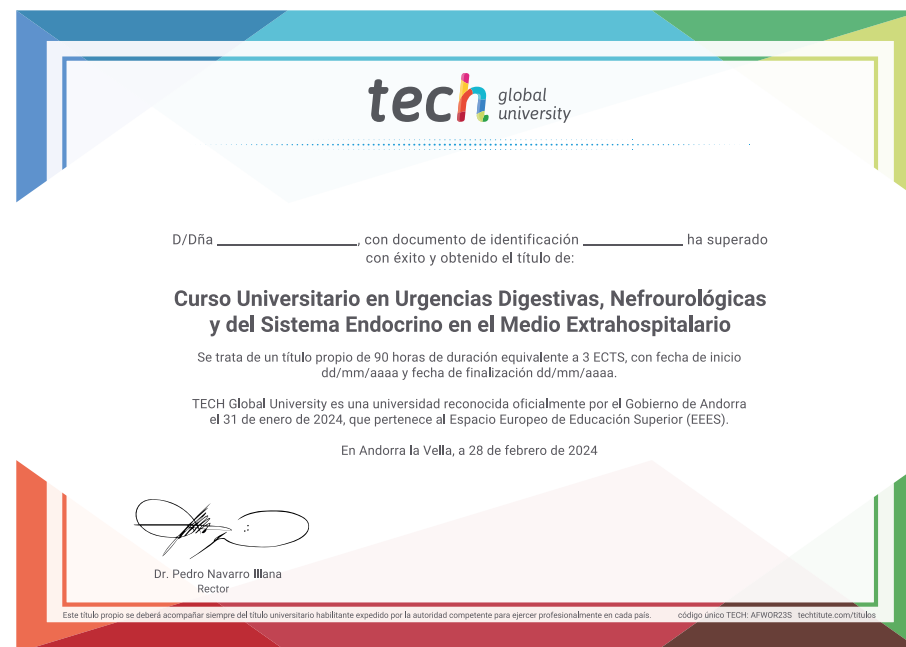 tech global university
D/Dña ________________, con documento de identificación ____________ ha superado
con éxito y obtenido el título de:
Curso Universitario en Urgencias Digestivas, Nefrourológicas
y del Sistema Endocrino en el Medio Extrahospitalario
Se trata de un título propio de 90 horas de duración equivalente a 3 ECTS, con fecha de inicio
dd/mm/aaaa y fecha de finalización dd/mm/aaaa.
TECH Global University es una universidad reconocida oficialmente por el Gobierno de Andorra
el 31 de enero de 2024, que pertenece al Espacio Europeo de Educación Superior (EEES).
En Andorra la Vella, a 28 de febrero de 2024
Dr. Pedro Navarro Illana
Rector
Este título propio se deberá acompañar siempre del título universitario habilitante expedido por la autoridad competente para ejercer profesionalmente en cada país. código único TECH: AFWOR23S techtitute.com/titulos